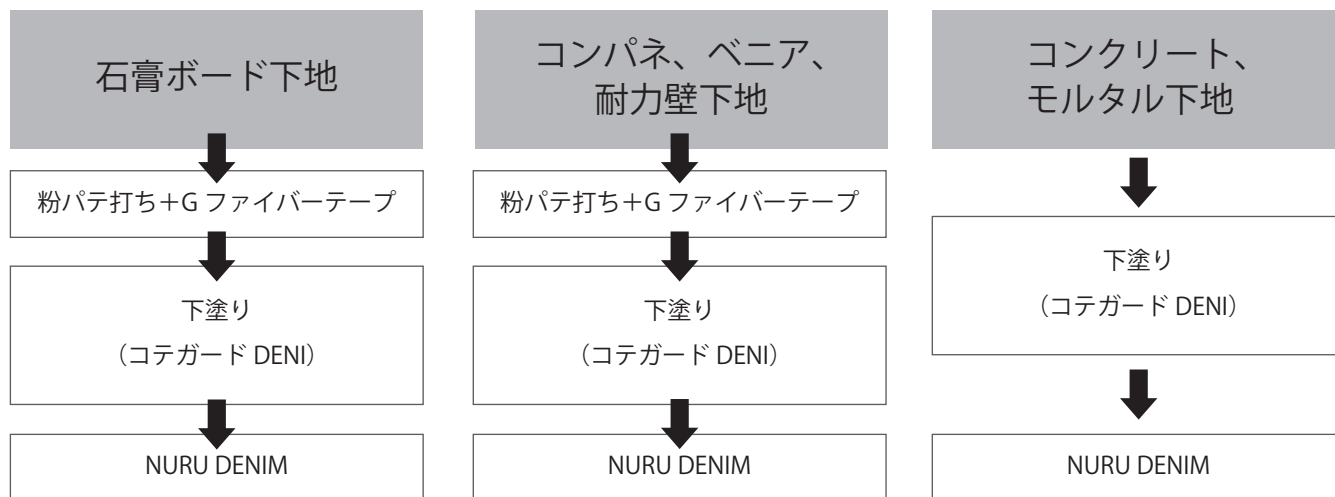 石膏ボード下地
粉パテ打ち+G ファイバーテープ
下塗り
(コテガード DENI)
NURU DENIM
コンパネ、ベニア、
耐力壁下地
粉パテ打ち+G ファイバーテープ
下塗り
(コテガード DENI)
NURU DENIM
コンクリート、
モルタル下地
下塗り
(コテガード DENI)
NURU DENIM